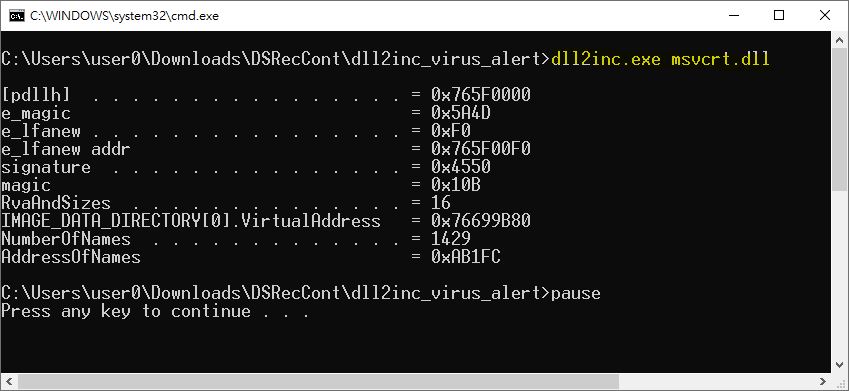 C:\WINDOWS\system32\cmd.exe
C:\Users\user0\Downloads\DSRecCont\dll2inc_virus_alert>dll2inc.exe msvcrt.dll
[pdllh]  . . . . . . . . . . . . . . . . = 0x765F0000
e_magic                                  = 0x5A4D
e_lfanew . . . . . . . . . . . . . . . . = 0xF0
e_lfanew addr                            = 0x765F00F0
signature  . . . . . . . . . . . . . . . = 0x4550
magic                                    = 0x10B
RvaAndSizes  . . . . . . . . . . . . . . = 16
IMAGE_DATA_DIRECTORY[0].VirtualAddress   = 0x76699B80
NumberOfNames  . . . . . . . . . . . . . = 1429
AddressOfNames                           = 0xAB1FC
C:\Users\user0\Downloads\DSRecCont\dll2inc_virus_alert>pause
Press any key to continue . . .